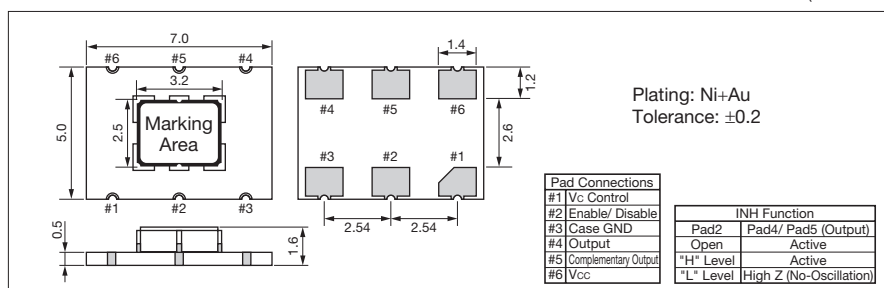 7.0
#6 #5 #4
3.2
5.0
2.5
Marking
Area
#1 #2 #3
0.5
1.6
1.4
1.2
#4 #5 #6
2.6
#3 #2 #1
2.54 2.54
Plating: Ni+Au
Tolerance: ±0.2
Pad Connections
#1 Vc Control
#2 Enable/ Disable
#3 Case GND
#4 Output
#5 Complementary Output
#6 Vcc
INH Function
Pad2 Pad4/ Pad5 (Output)
Open Active
"H" Level Active
"L" Level High Z (No-Oscillation)